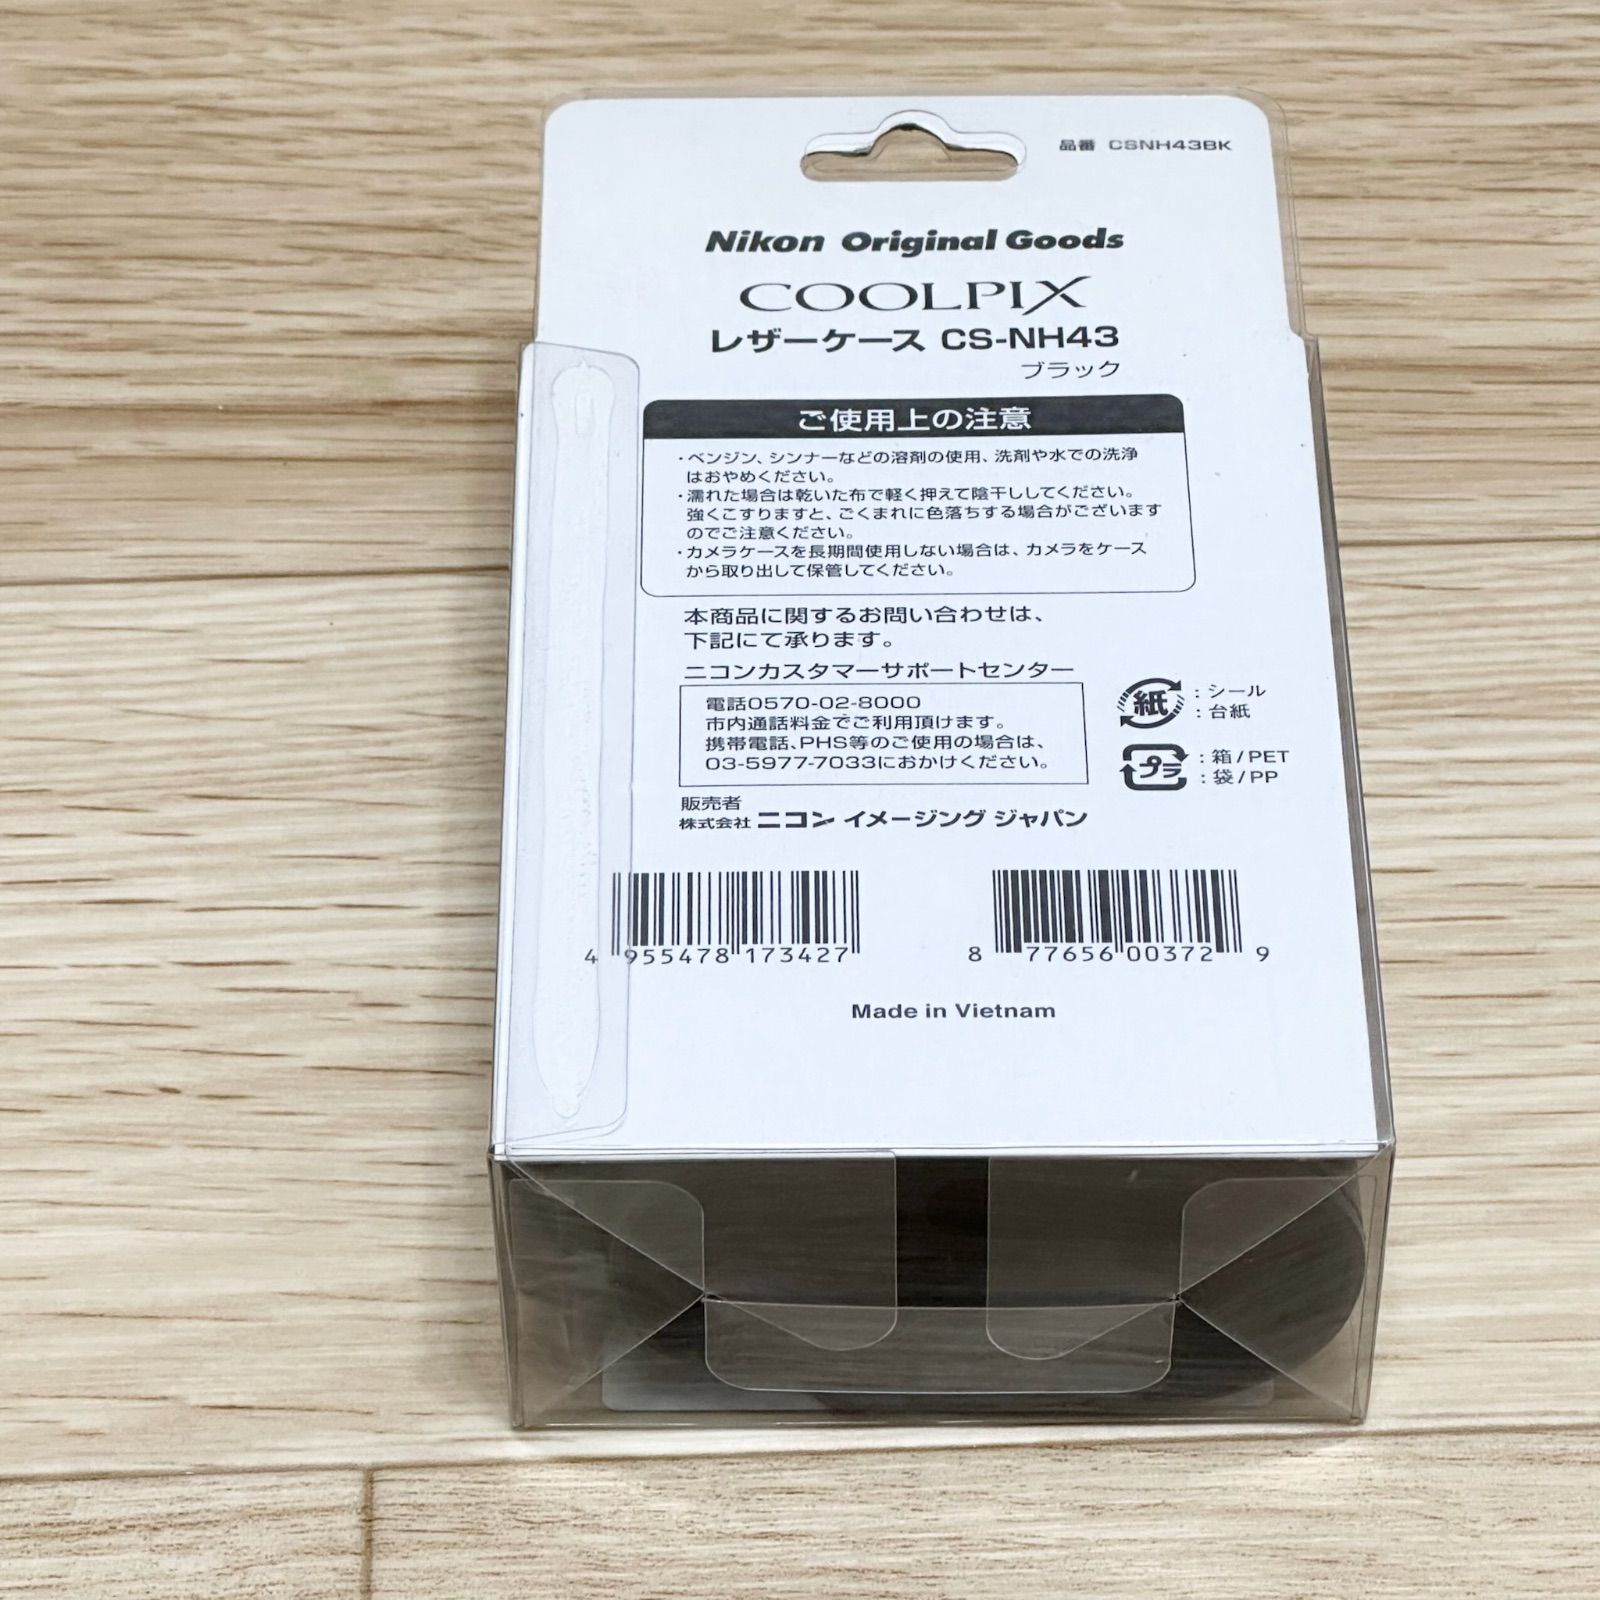 品番 CSNH43BK
Nikon Original Goods
COOLPIX
レザーケース CS-NH43
ブラック
ご使用上の注意
・ベンジン、シンナーなどの溶剤の使用、洗剤や水での洗浄
はおやめください。
・濡れた場合は乾いた布で軽く押えて陰干ししてください。
強くこすりますと、ごくまれに色落ちする場合がございます
のでご注意ください。
・カメラケースを長期間使用しない場合は、カメラをケース
から取り出して保管してください。
本商品に関するお問い合わせは、
下記にて承ります。
ニコンカスタマーサポートセンター
電話0570-02-8000
市内通話料金でご利用頂けます。
携帯電話、PHS等のご使用の場合は、
03-5977-7033におかけください。
紙 : シール
: 台紙
プラ : 箱/PET
: 袋/PP
販売者
株式会社 ニコン イメージング ジャパン
4 955478 173427
8 77656 00372 9
Made in Vietnam